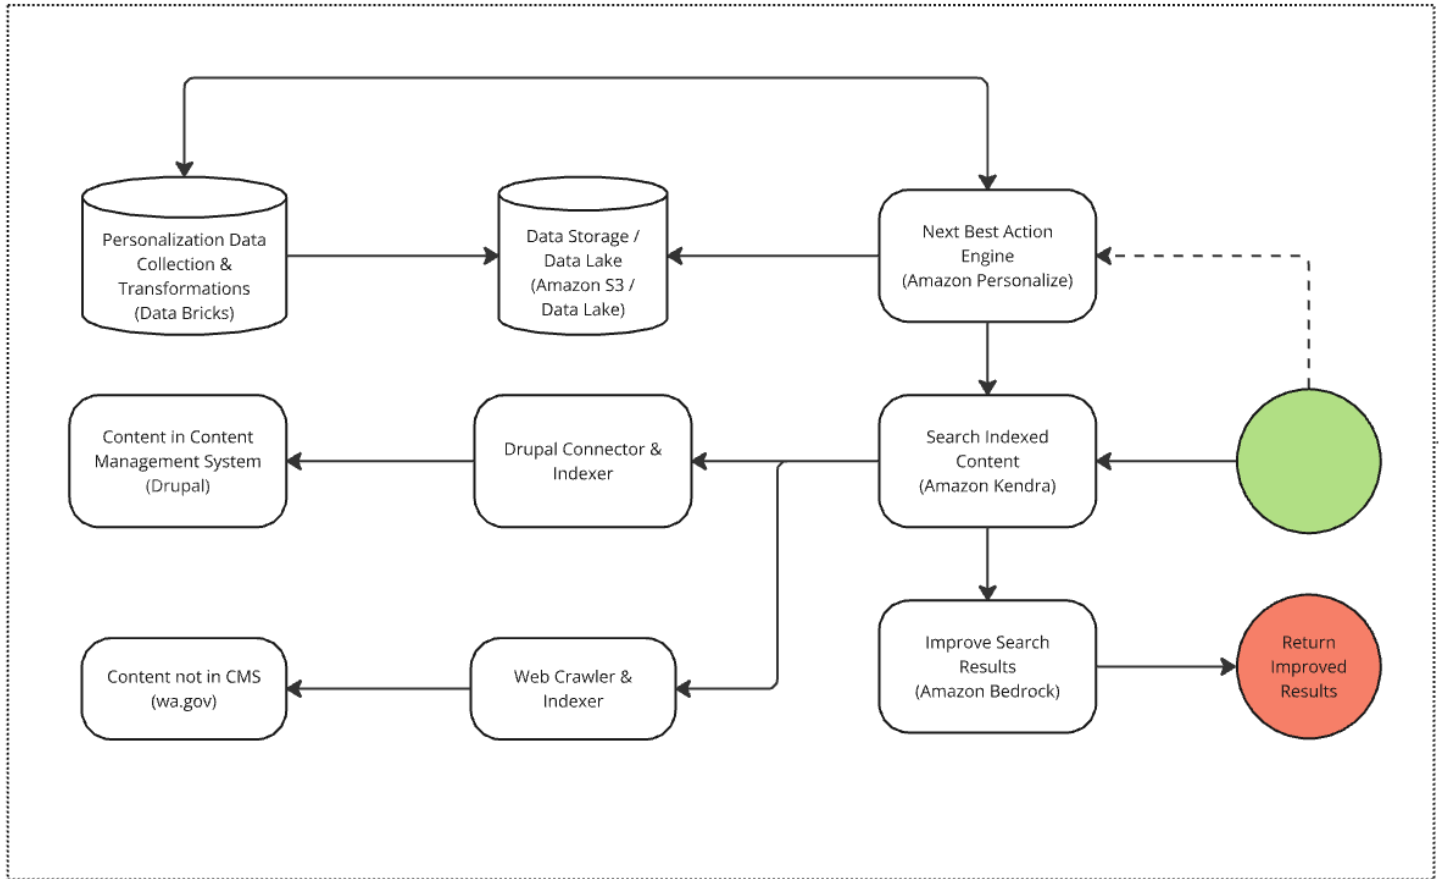 Personalization Data
Collection &
Transformations
(Data Bricks)
Data Storage /
Data Lake
(Amazon S3 /
Data Lake)
Next Best Action
Engine
(Amazon Personalize)
Content in Content
Management System
(Drupal)
Drupal Connector &
Indexer
Search Indexed
Content
(Amazon Kendra)
Content not in CMS
(wa.gov)
Web Crawler &
Indexer
Improve Search
Results
(Amazon Bedrock)
Return
Improved
Results